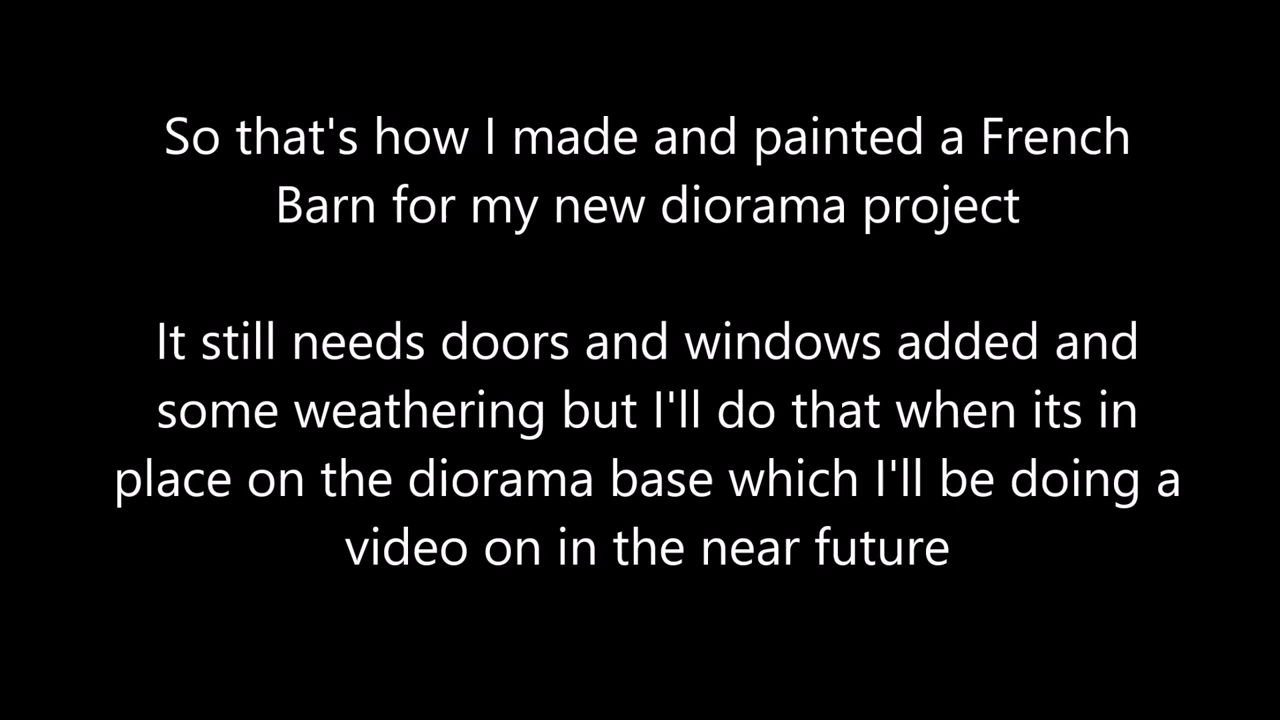 So that's how I made and painted a French
Barn for my new diorama project
It still needs doors and windows added and
some weathering but I'll do that when its in
place on the diorama base which I'll be doing a
video on in the near future